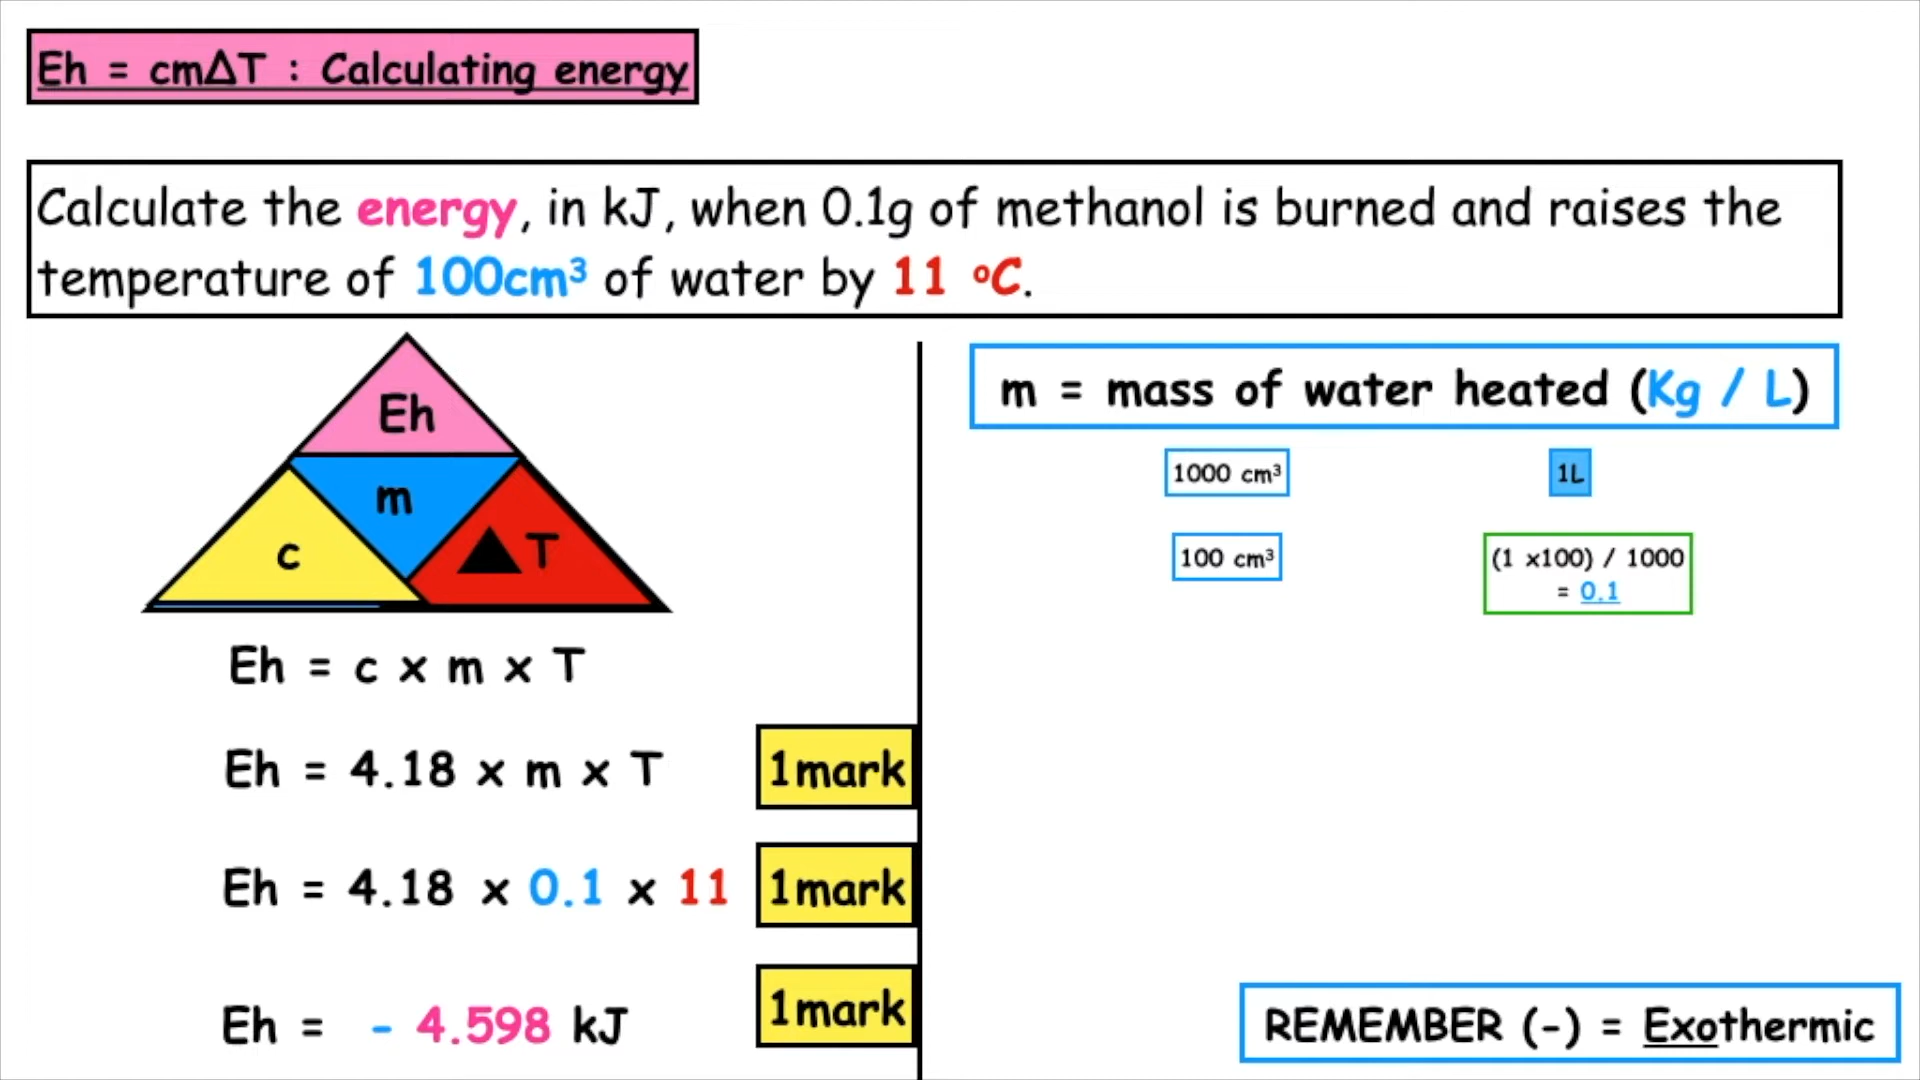 Eh = cm∆T : Calculating energy
Calculate the energy, in kJ, when 0.1g of methanol is burned and raises the
temperature of 100cm³ of water by 11 °C.
Eh
m
c
▲T
Eh = c x m x T
Eh = 4.18 x m x T
1mark
Eh = 4.18 x 0.1 x 11
1mark
Eh = - 4.598 kJ
1mark
m = mass of water heated (Kg / L)
1000 cm³
1L
100 cm³
(1 x100) / 1000
= 0.1
REMEMBER (-) = Exothermic